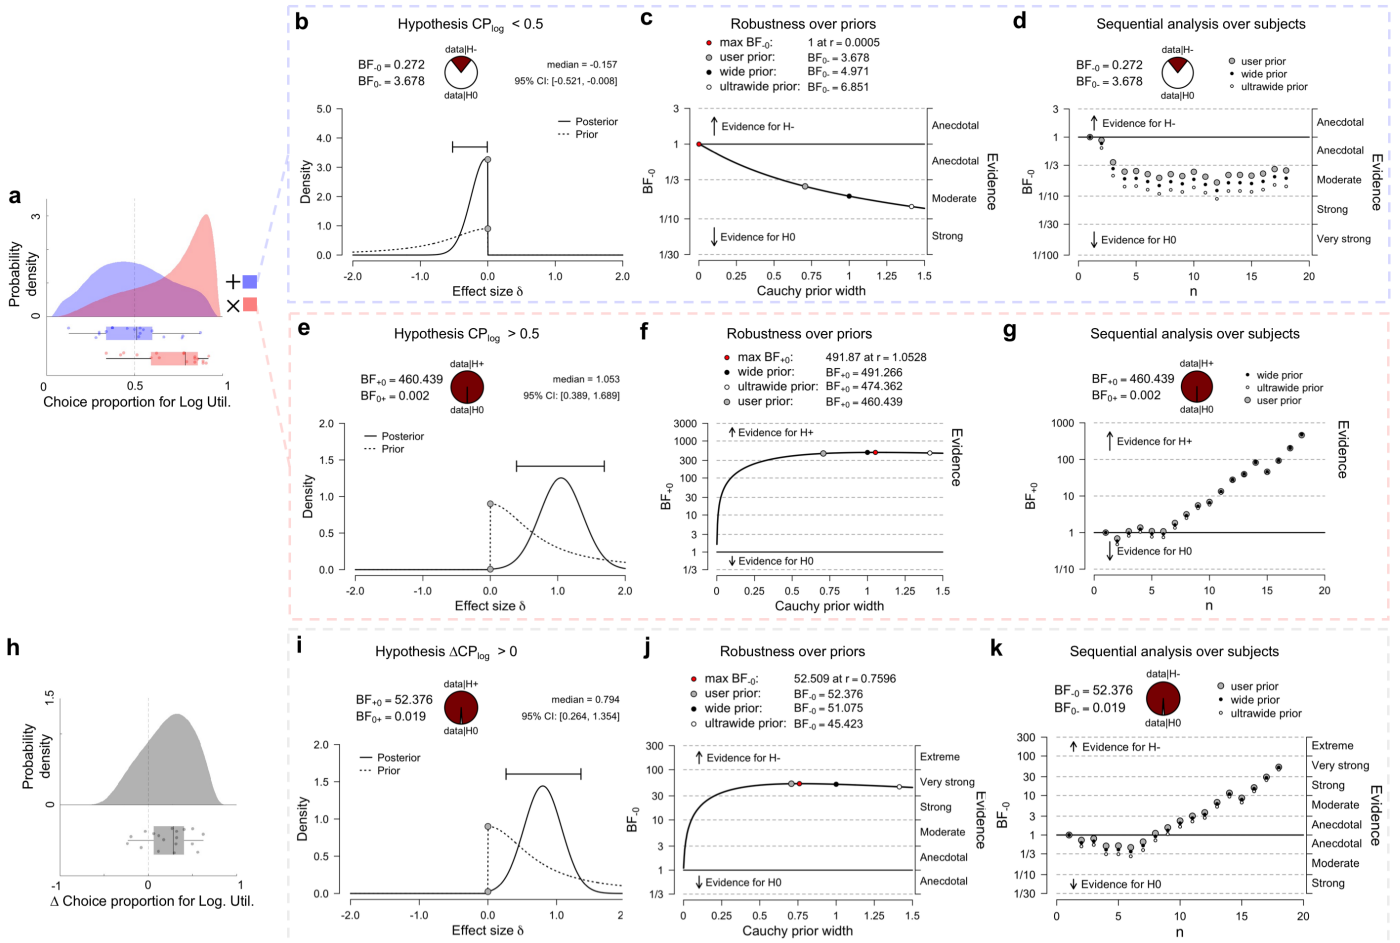 a
3
Probability
density
0
+
×
0
0.5
1
Choice proportion for Log Util.
b
Hypothesis CPlog < 0.5
data|H-
BF-0 = 0.272
BF0- = 3.678
data|H0
median = -0.157
95% CI: [-0.521, -0.008]
5.0
4.0
3.0
2.0
1.0
0.0
Density
Posterior
Prior
-2.0
-1.0
0.0
1.0
2.0
Effect size δ
c
Robustness over priors
max BF-0: 1 at r = 0.0005
user prior: BF0- = 3.678
wide prior: BF0- = 4.971
ultrawide prior: BF0- = 6.851
3
1
1/3
1/10
1/30
BF-0
Evidence for H-
Evidence for H0
Anecdotal
Anecdotal
Moderate
Strong
Evidence
0
0.25
0.5
0.75
1
1.25
1.5
Cauchy prior width
d
Sequential analysis over subjects
data|H-
BF-0 = 0.272
BF0- = 3.678
data|H0
user prior
wide prior
ultrawide prior
3
1
1/3
1/10
1/30
1/100
BF-0
Evidence for H-
Evidence for H0
Anecdotal
Anecdotal
Moderate
Strong
Very strong
Evidence
0
5
10
15
20
n
e
Hypothesis CPlog > 0.5
data|H+
BF+0 = 460.439
BF0+ = 0.002
data|H0
median = 1.053
95% CI: [0.389, 1.689]
2.0
1.5
1.0
0.5
0.0
Density
Posterior
Prior
-2.0
-1.0
0.0
1.0
2.0
Effect size δ
f
Robustness over priors
max BF+0: 491.87 at r = 1.0528
wide prior: BF+0 = 491.266
ultrawide prior: BF+0 = 474.362
user prior: BF+0 = 460.439
3000
1000
300
100
30
10
3
1
1/3
BF+0
Evidence for H+
Evidence for H0
Evidence
0
0.25
0.5
0.75
1
1.25
1.5
Cauchy prior width
g
Sequential analysis over subjects
data|H+
BF+0 = 460.439
BF0+ = 0.002
data|H0
wide prior
ultrawide prior
user prior
1000
100
10
1
1/10
BF+0
Evidence for H+
Evidence for H0
Evidence
0
5
10
15
20
n
h
1.5
Probability
density
0
-1
0
1
Δ Choice proportion for Log. Util.
i
Hypothesis ΔCPlog > 0
data|H+
BF+0 = 52.376
BF0+ = 0.019
data|H0
median = 0.794
95% CI: [0.264, 1.354]
2.0
1.5
1.0
0.5
0.0
Density
Posterior
Prior
-2.0
-1.0
0.0
1.0
2
Effect size δ
j
Robustness over priors
max BF-0: 52.509 at r = 0.7596
user prior: BF-0 = 52.376
wide prior: BF-0 = 51.075
ultrawide prior: BF-0 = 45.423
300
100
30
10
3
1
1/3
BF-0
Evidence for H-
Evidence for H0
Extreme
Very strong
Strong
Moderate
Anecdotal
Anecdotal
Evidence
0
0.25
0.5
0.75
1
1.25
1.5
Cauchy prior width
k
Sequential analysis over subjects
data|H-
BF-0 = 52.376
BF0- = 0.019
data|H0
user prior
wide prior
ultrawide prior
300
100
30
10
3
1
1/3
1/10
1/30
BF-0
Evidence for H-
Evidence for H0
Extreme
Very strong
Strong
Moderate
Anecdotal
Anecdotal
Moderate
Strong
Evidence
0
5
10
15
20
n